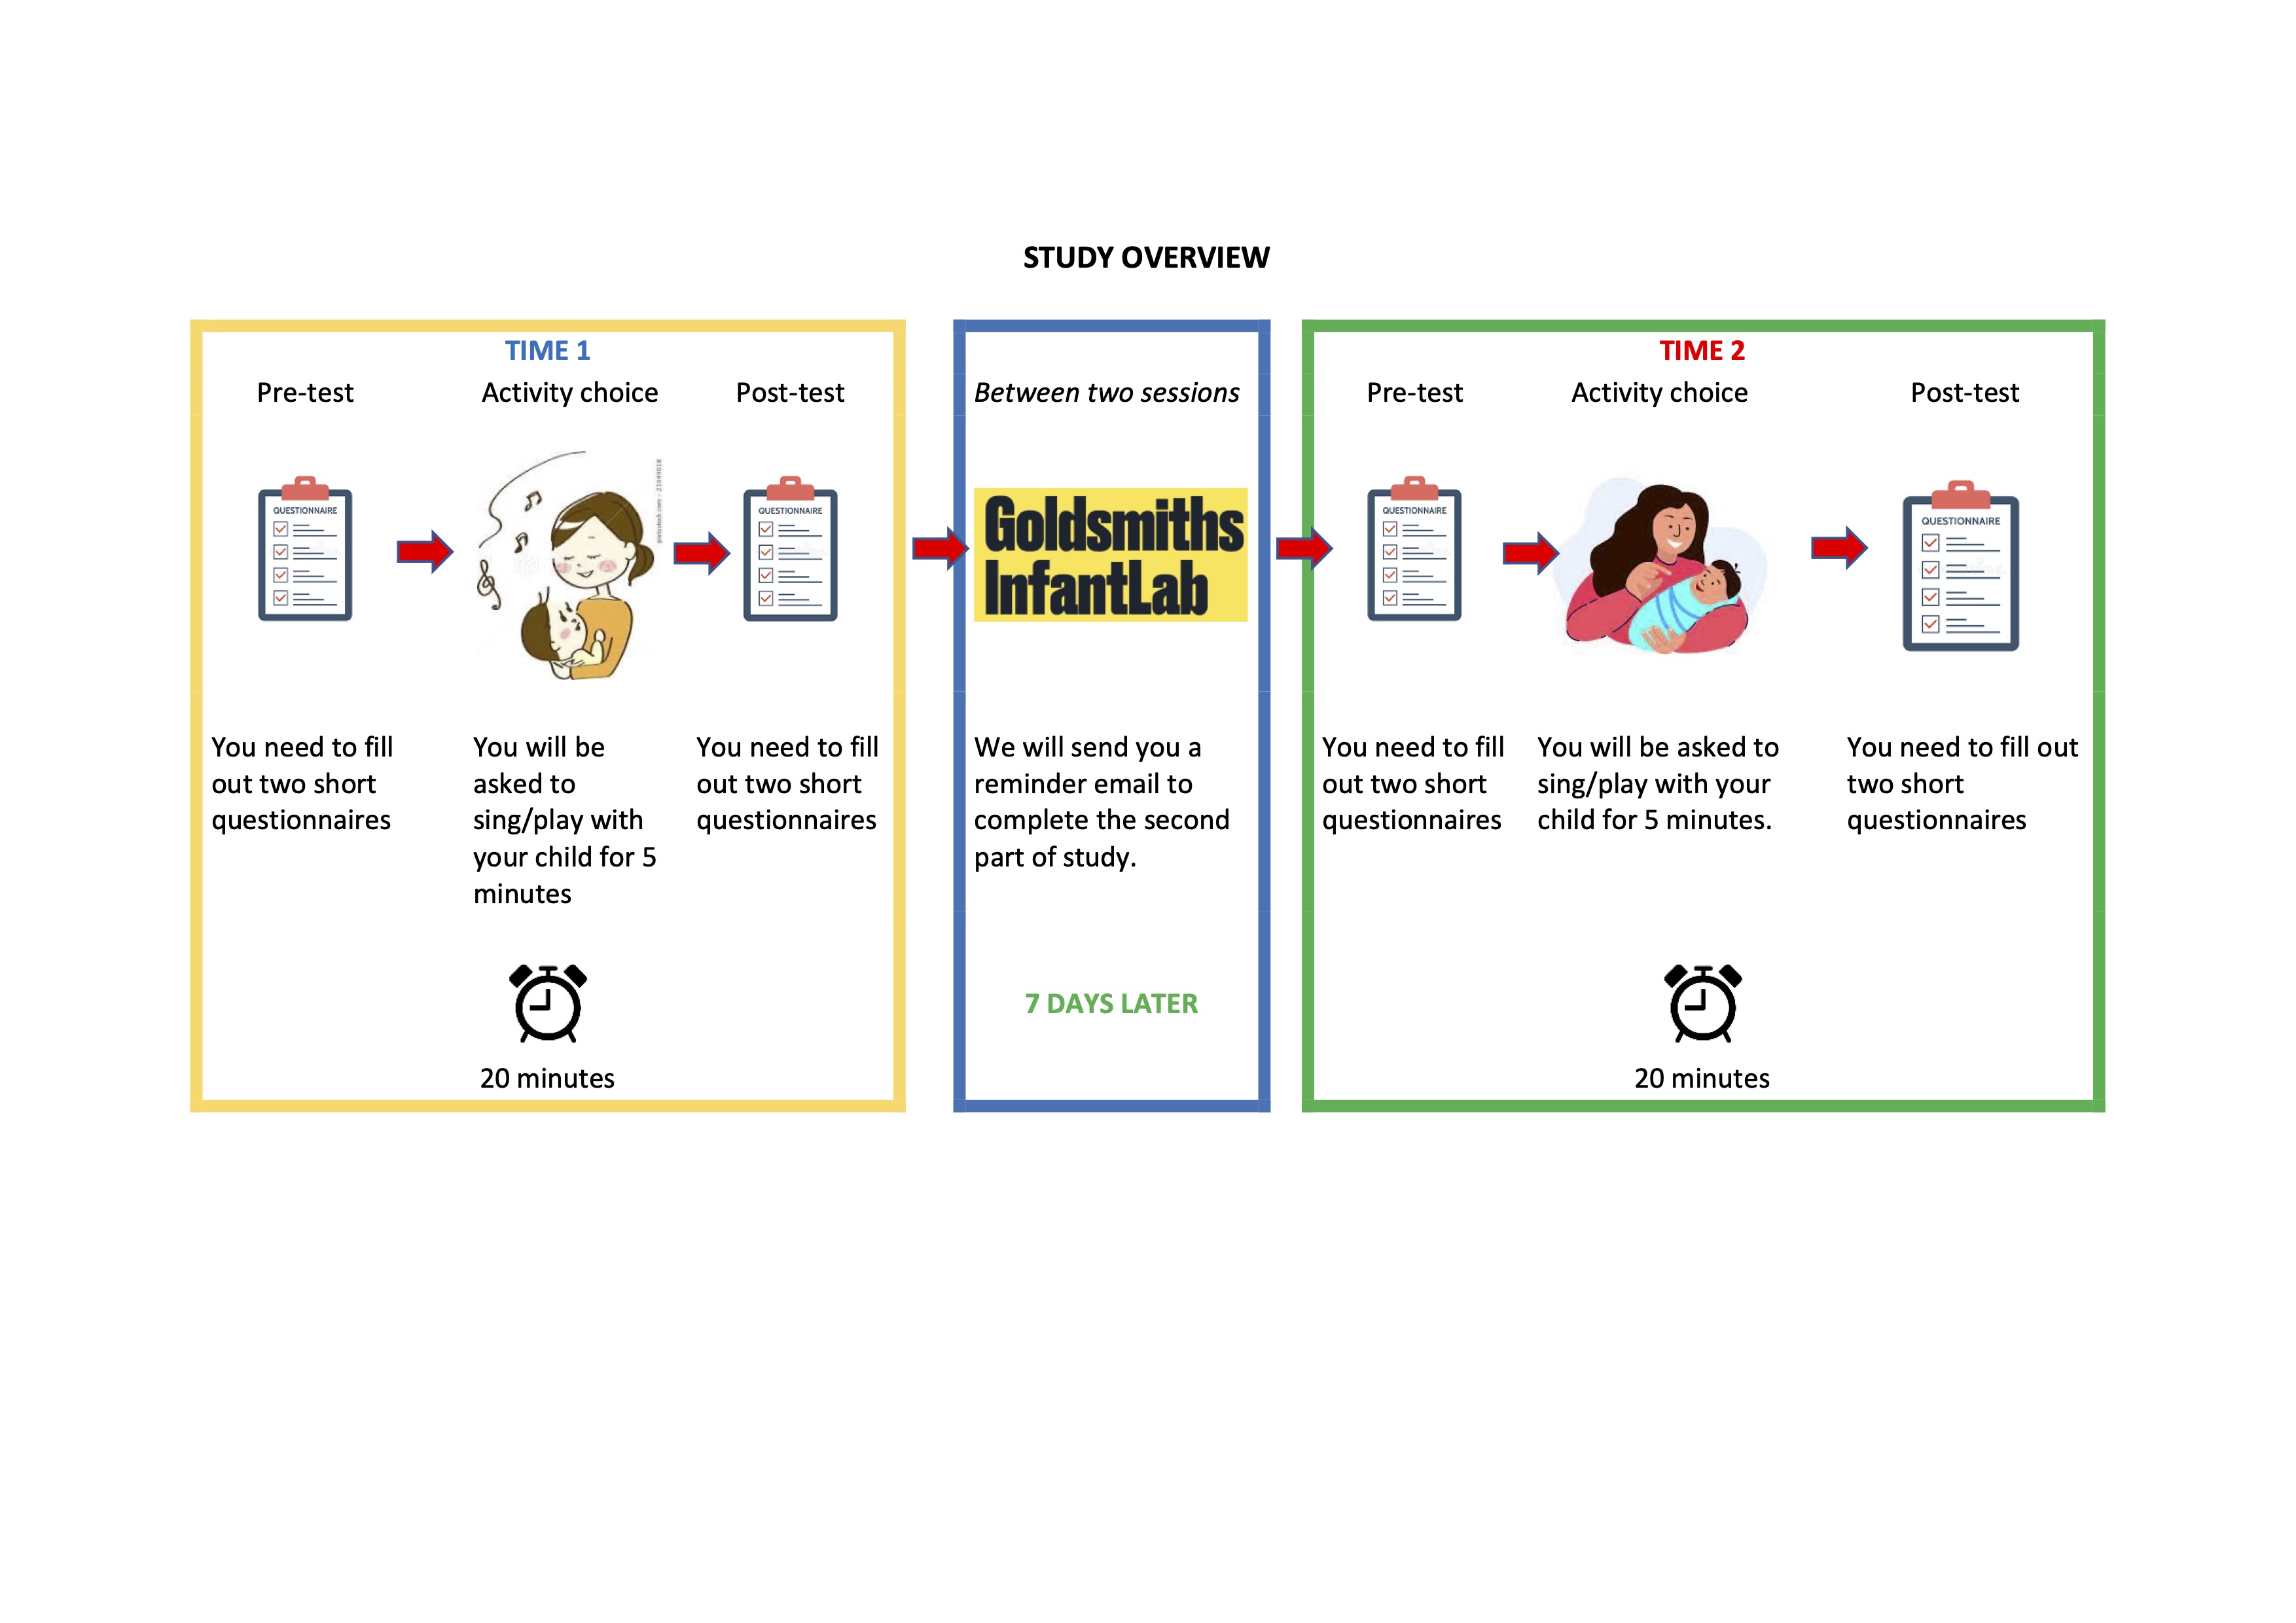 STUDY OVERVIEW
TIME 1
Pre-test
Activity choice
Post-test
QUESTIONNAIRE
pixtastock.com - 21949018
QUESTIONNAIRE
You need to fill
out two short
questionnaires
You will be
asked to
sing/play with
your child for 5
minutes
You need to fill
out two short
questionnaires
20 minutes
Between two sessions
Goldsmiths
InfantLab
We will send you a
reminder email to
complete the second
part of study.
7 DAYS LATER
TIME 2
Pre-test
Activity choice
Post-test
QUESTIONNAIRE
QUESTIONNAIRE
You need to fill
out two short
questionnaires
You will be asked to
sing/play with your
child for 5 minutes.
You need to fill out
two short
questionnaires
20 minutes